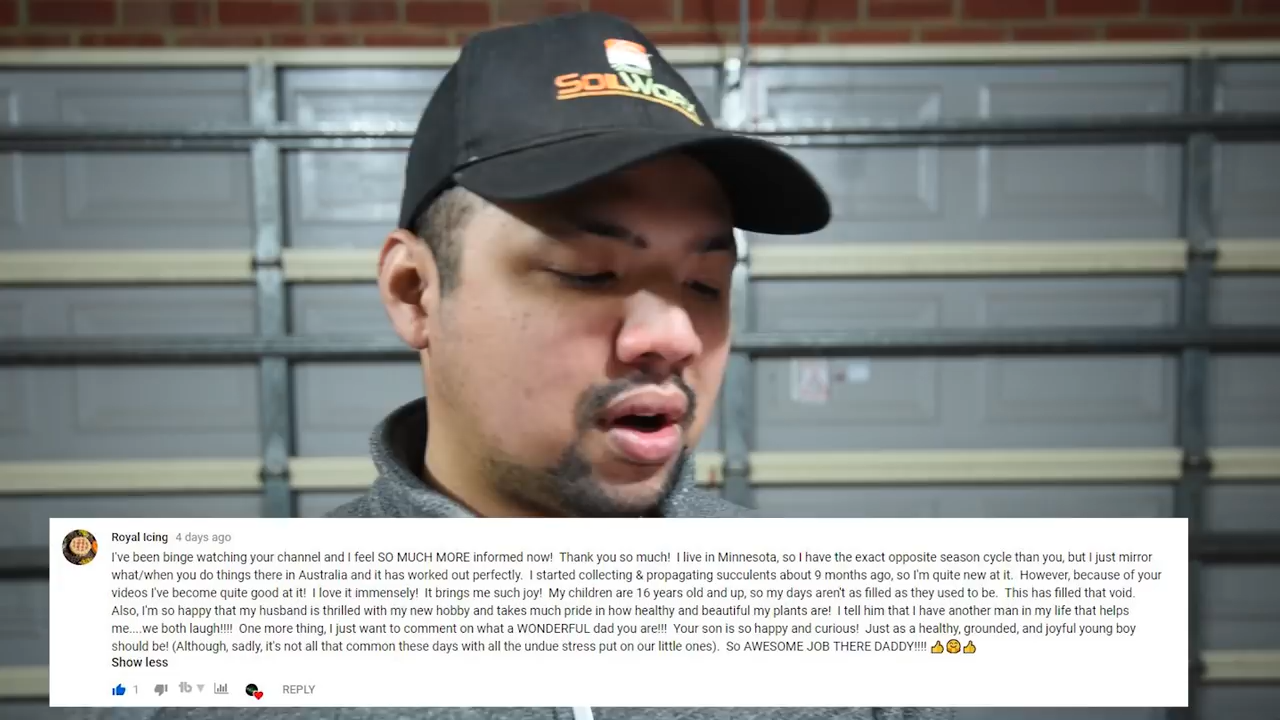 SOILWORX
Royal Icing 4 days ago
I've been binge watching your channel and I feel SO MUCH MORE informed now! Thank you so much! I live in Minnesota, so I have the exact opposite season cycle than you, but I just mirror
what/when you do things there in Australia and it has worked out perfectly. I started collecting & propagating succulents about 9 months ago, so I'm quite new at it. However, because of your
videos I've become quite good at it! I love it immensely! It brings me such joy! My children are 16 years old and up, so my days aren't as filled as they used to be. This has filled that void.
Also, I'm so happy that my husband is thrilled with my new hobby and takes much pride in how healthy and beautiful my plants are! I tell him that I have another man in my life that helps
me....we both laugh!!!! One more thing, I just want to comment on what a WONDERFUL dad you are!!! Your son is so happy and curious! Just as a healthy, grounded, and joyful young boy
should be! (Although, sadly, it's not all that common these days with all the undue stress put on our little ones). So AWESOME JOB THERE DADDY!!!! 👍🤗👍
Show less
1 tb REPLY